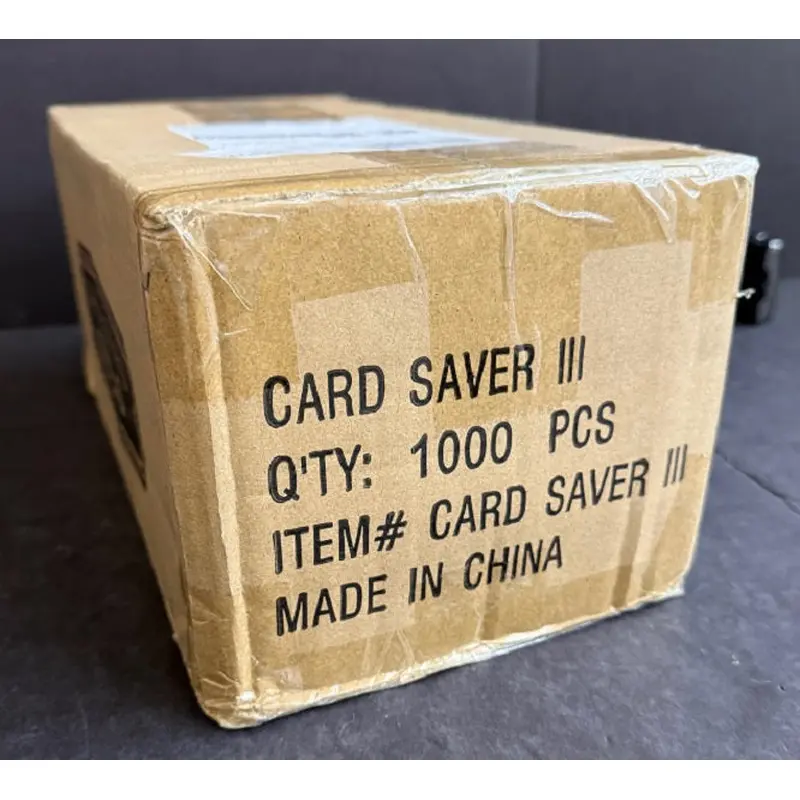 CARD SAVER III
Q'TY: 1000 PCS
ITEM# CARD SAVER III
MADE IN CHINA